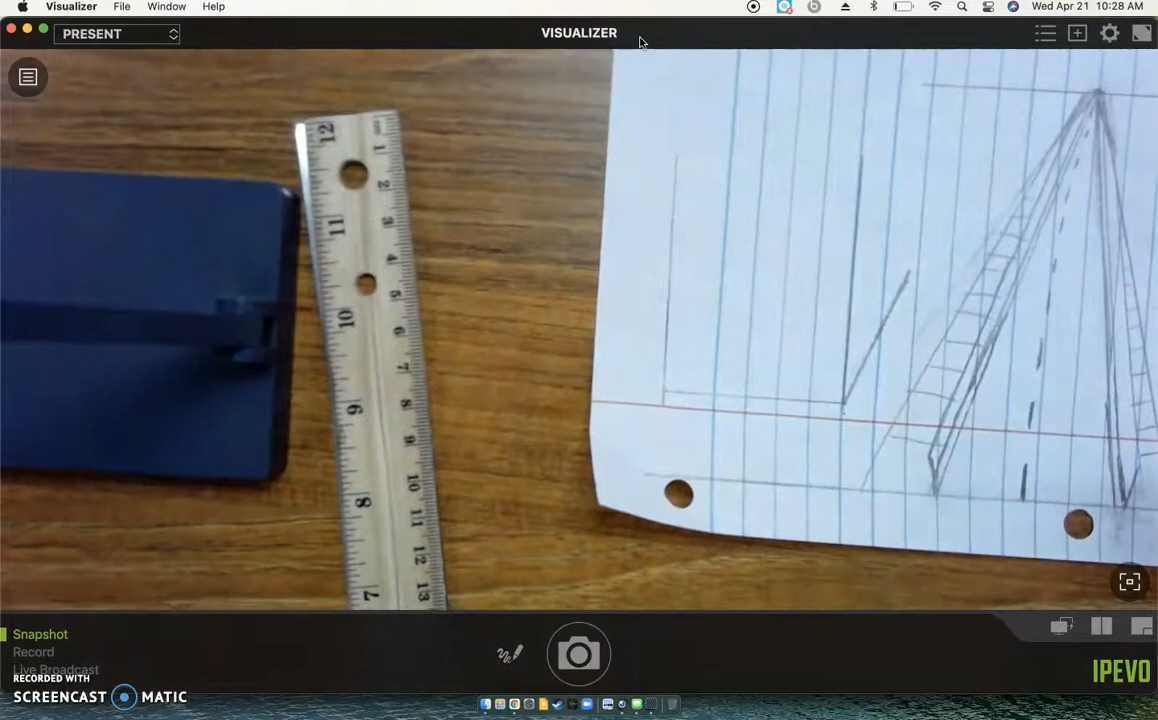 Visualizer File Window Help
Wed Apr 21 10:28 AM
PRESENT
VISUALIZER
12
11
10
9
8
7
cm 1
2
3
4
5
6
7
8
9
10
11
12
13
Snapshot
Record
Live Broadcast
RECORDED WITH
SCREENCAST MATIC
IPEVO